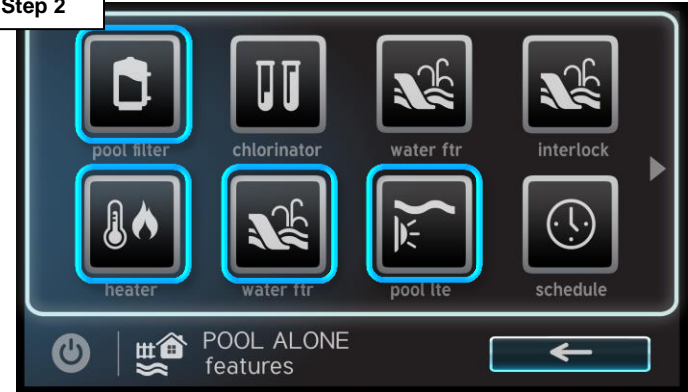 Step 2
pool filter chlorinator water ftr interlock
heater water ftr pool lte schedule
POOL ALONE
features